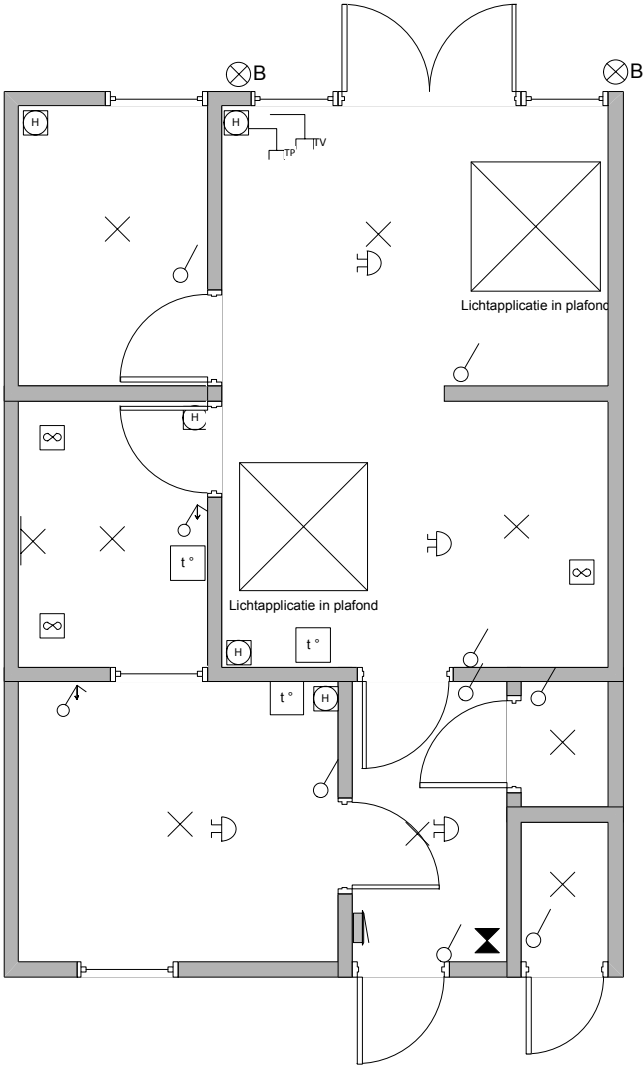 B
B
H
H
TV
TP
Lichtapplicatie in plafond
∞
H
t°
∞
Lichtapplicatie in plafond
∞
H
t°
t°
H